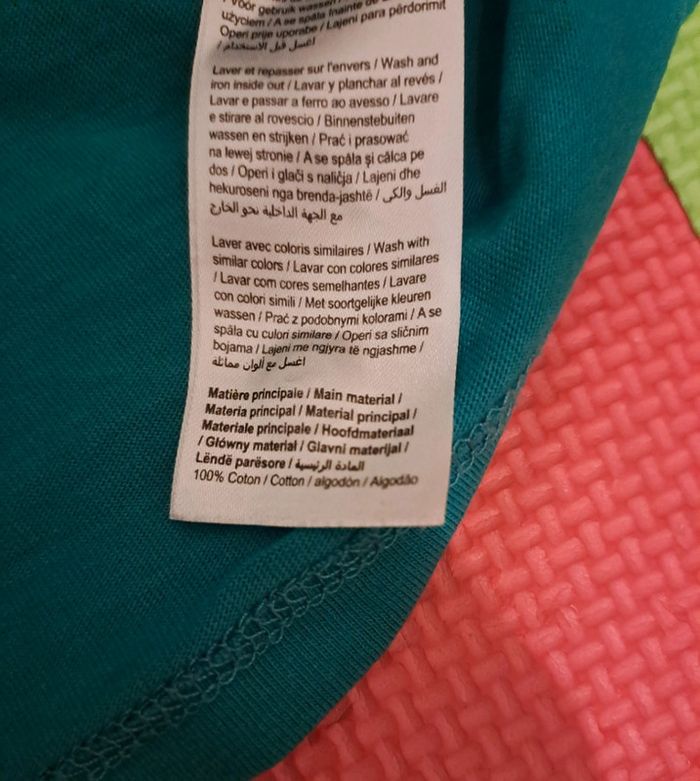 Voor gebruik wassen /
użyciem / A se spăla înainte de
Operi prije uporabe / Lajeni para përdorimit
اغسل قبل الاستخدام /
Laver et repasser sur l'envers / Wash and
iron inside out / Lavar y planchar al revés /
Lavar e passar a ferro ao avesso / Lavare
e stirare al rovescio / Binnenstebuiten
wassen en strijken / Prać i prasować
na lewej stronie / A se spăla și călca pe
dos / Operi i glači s naličja / Lajeni dhe
hekuroseni nga brenda-jashtë / الغسل والكي
مع الجهة الداخلية نحو الخارج
Laver avec coloris similaires / Wash with
similar colors / Lavar con colores similares
/ Lavar com cores semelhantes / Lavare
con colori simili / Met soortgelijke kleuren
wassen / Prać z podobnymi kolorami / A se
spăla cu culori similare / Operi sa sličnim
bojama / Lajeni me ngjyra të ngjashme /
اغسل مع ألوان مماثلة
Matière principale / Main material /
Materia principal / Material principal /
Materiale principale / Hoofdmateriaal
/ Główny materiał / Glavni materijal /
Lëndë parësore / المادة الرئيسية
100% Coton / Cotton / algodón / Algodão